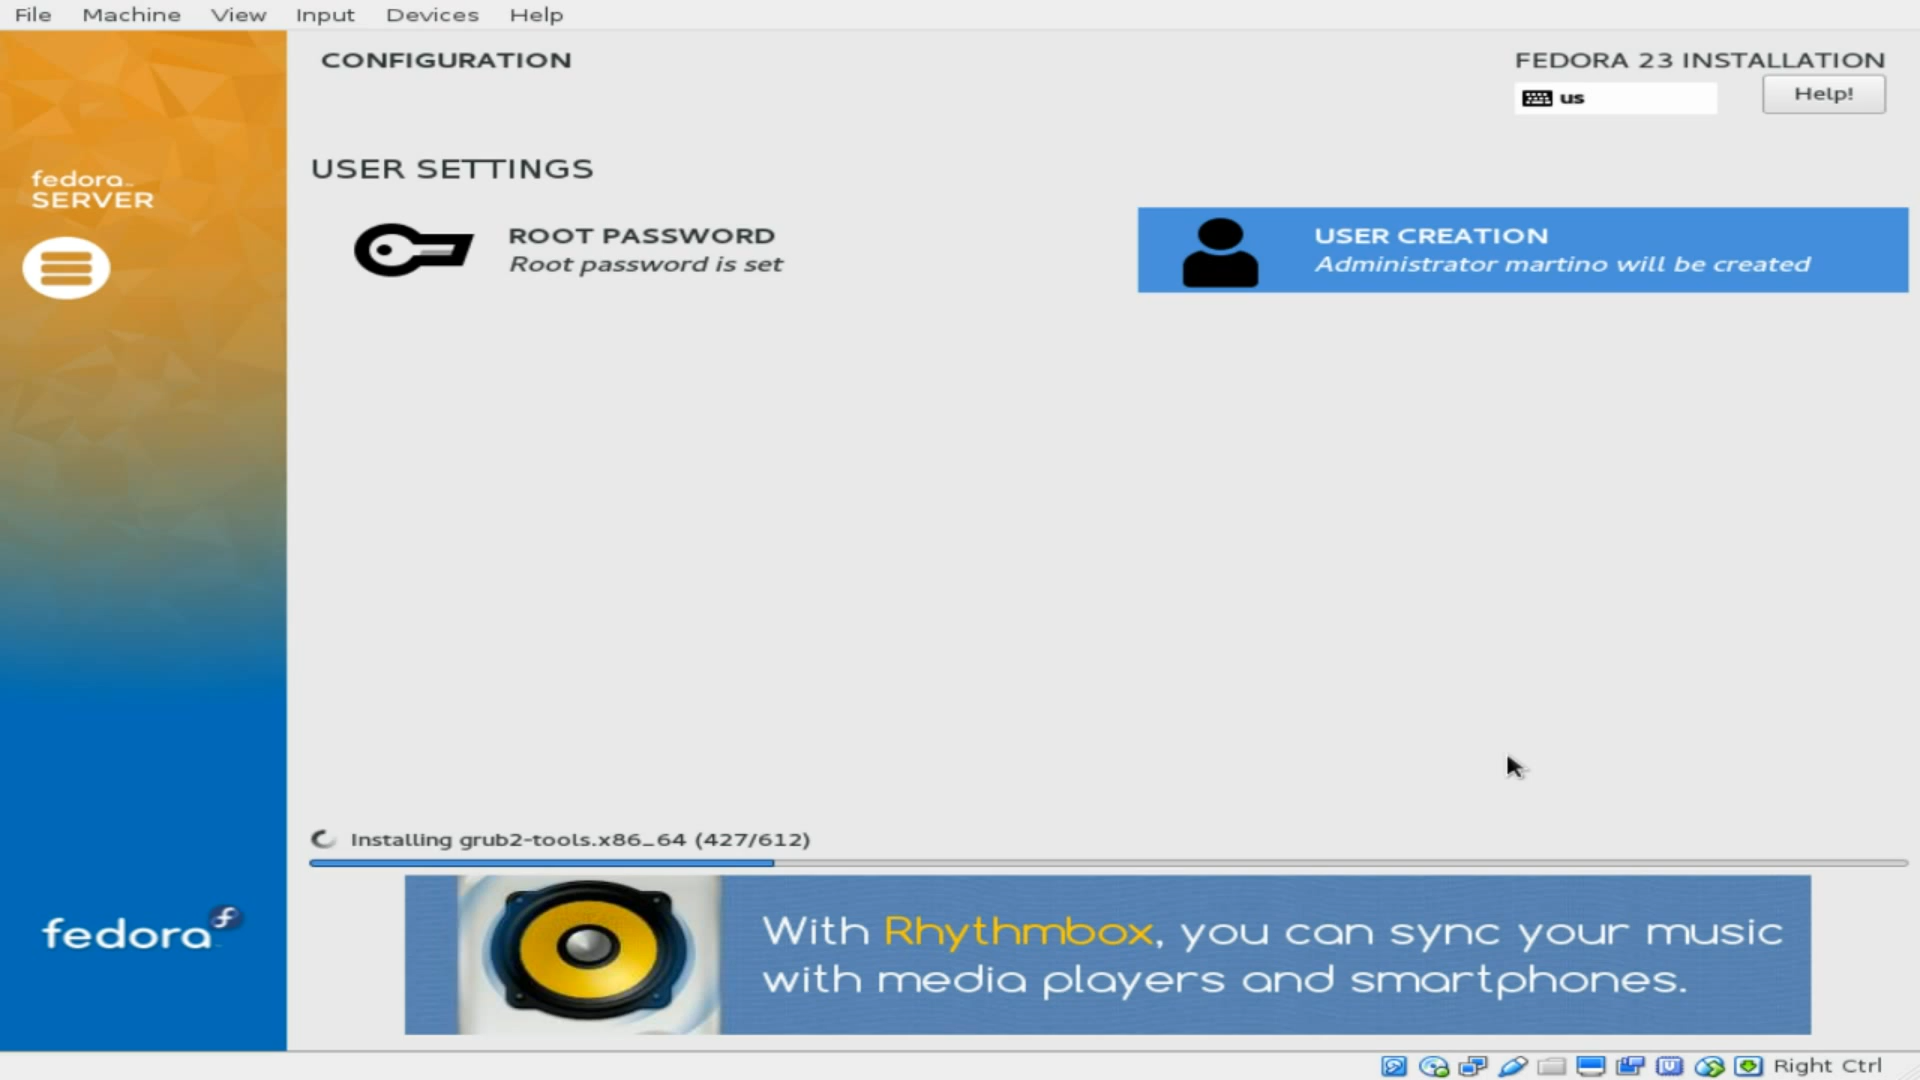 File Machine View Input Devices Help
CONFIGURATION
FEDORA 23 INSTALLATION
us
Help!
fedora
SERVER
USER SETTINGS
ROOT PASSWORD
Root password is set
USER CREATION
Administrator martino will be created
Installing grub2-tools.x86_64 (427/612)
fedora
With Rhythmbox, you can sync your music
with media players and smartphones.
Right Ctrl